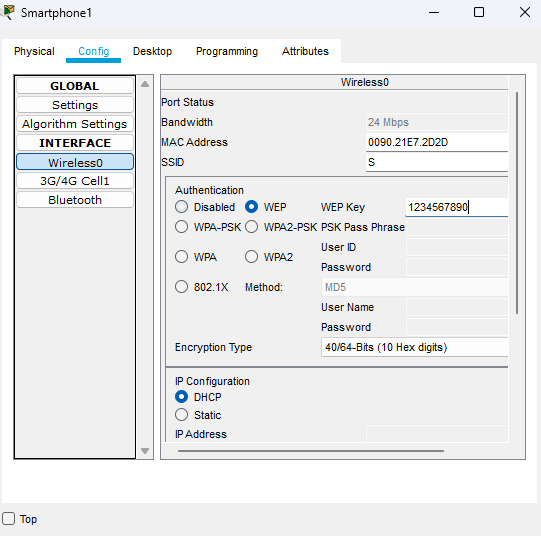 Smartphone1
Physical Config Desktop Programming Attributes
GLOBAL
Settings
Algorithm Settings
INTERFACE
Wireless0
3G/4G Cell1
Bluetooth
Wireless0
Port Status
Bandwidth 24 Mbps
MAC Address 0090.21E7.2D2D
SSID S
Authentication
Disabled WEP WEP Key 1234567890
WPA-PSK WPA2-PSK PSK Pass Phrase
User ID
WPA WPA2
Password
802.1X Method: MD5
User Name
Password
Encryption Type 40/64-Bits (10 Hex digits)
IP Configuration
DHCP
Static
IP Address
Top